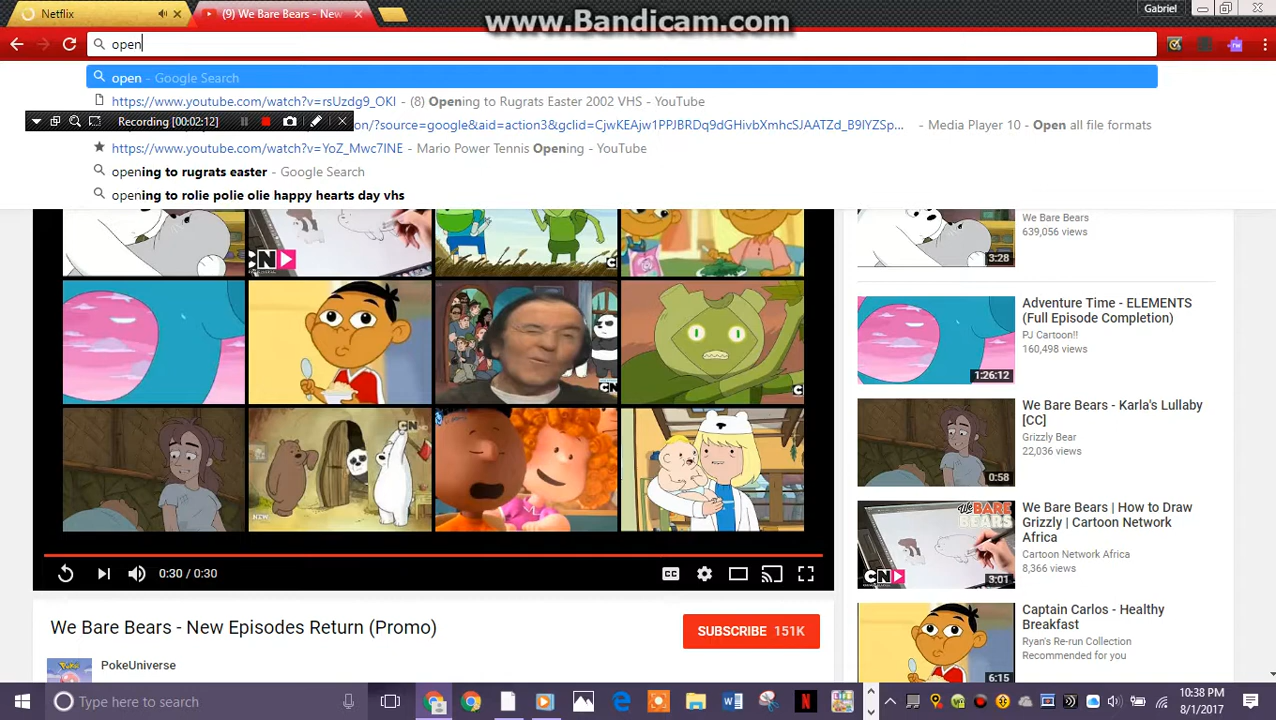 www.Bandicam.com
Netflix
(9) We Bare Bears - Nev
Gabriel
open
open - Google Search
https://www.youtube.com/watch?v=rsUzdg9_OKI - (8) Opening to Rugrats Easter 2002 VHS - YouTube
Recording [00:02:12]
on/?source=google&aid=action3&gclid=CjwKEAjw1PPJBRDq9dGHivbXmhcSJAATZd_B9lYZSp... - Media Player 10 - Open all file formats
https://www.youtube.com/watch?v=YoZ_Mwc7INE - Mario Power Tennis Opening - YouTube
opening to rugrats easter - Google Search
opening to rolie polie olie happy hearts day vhs
We Bare Bears
639,056 views
3:28
CN
Adventure Time - ELEMENTS
(Full Episode Completion)
PJ Cartoon!!
160,498 views
1:26:12
We Bare Bears - Karla's Lullaby
[CC]
Grizzly Bear
22,036 views
0:58
We Bare Bears | How to Draw
Grizzly | Cartoon Network
Africa
Cartoon Network Africa
8,366 views
3:01
0:30 / 0:30
CC
Captain Carlos - Healthy
Breakfast
Ryan's Re-run Collection
Recommended for you
6:15
We Bare Bears - New Episodes Return (Promo)
SUBSCRIBE 151K
PokeUniverse
Type here to search
10:38 PM
8/1/2017